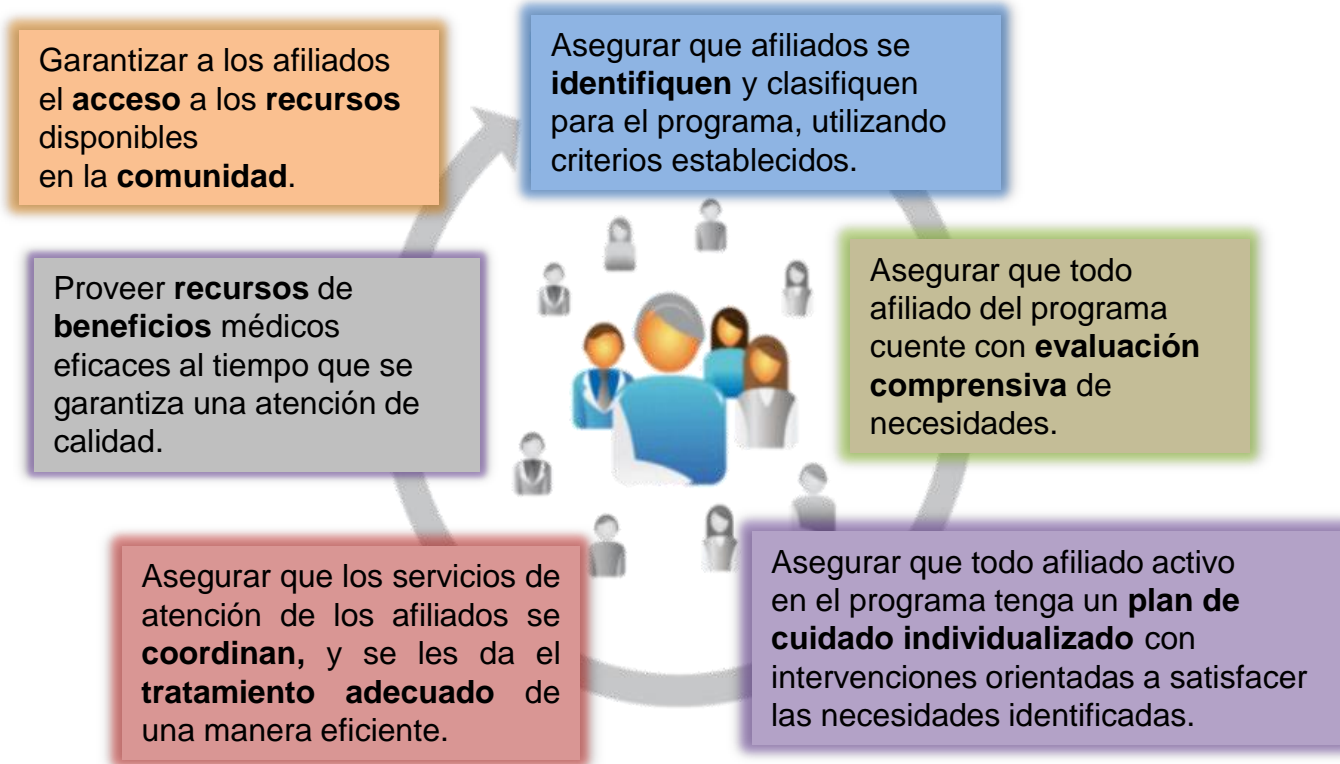 Garantizar a los afiliados
el acceso a los recursos
disponibles
en la comunidad.
Asegurar que afiliados se
identifiquen y clasifiquen
para el programa, utilizando
criterios establecidos.
Proveer recursos de
beneficios médicos
eficaces al tiempo que se
garantiza una atención de
calidad.
Asegurar que todo
afiliado del programa
cuente con evaluación
comprensiva de
necesidades.
Asegurar que los servicios de
atención de los afiliados se
coordinan, y se les da el
tratamiento adecuado de
una manera eficiente.
Asegurar que todo afiliado activo
en el programa tenga un plan de
cuidado individualizado con
intervenciones orientadas a satisfacer
las necesidades identificadas.